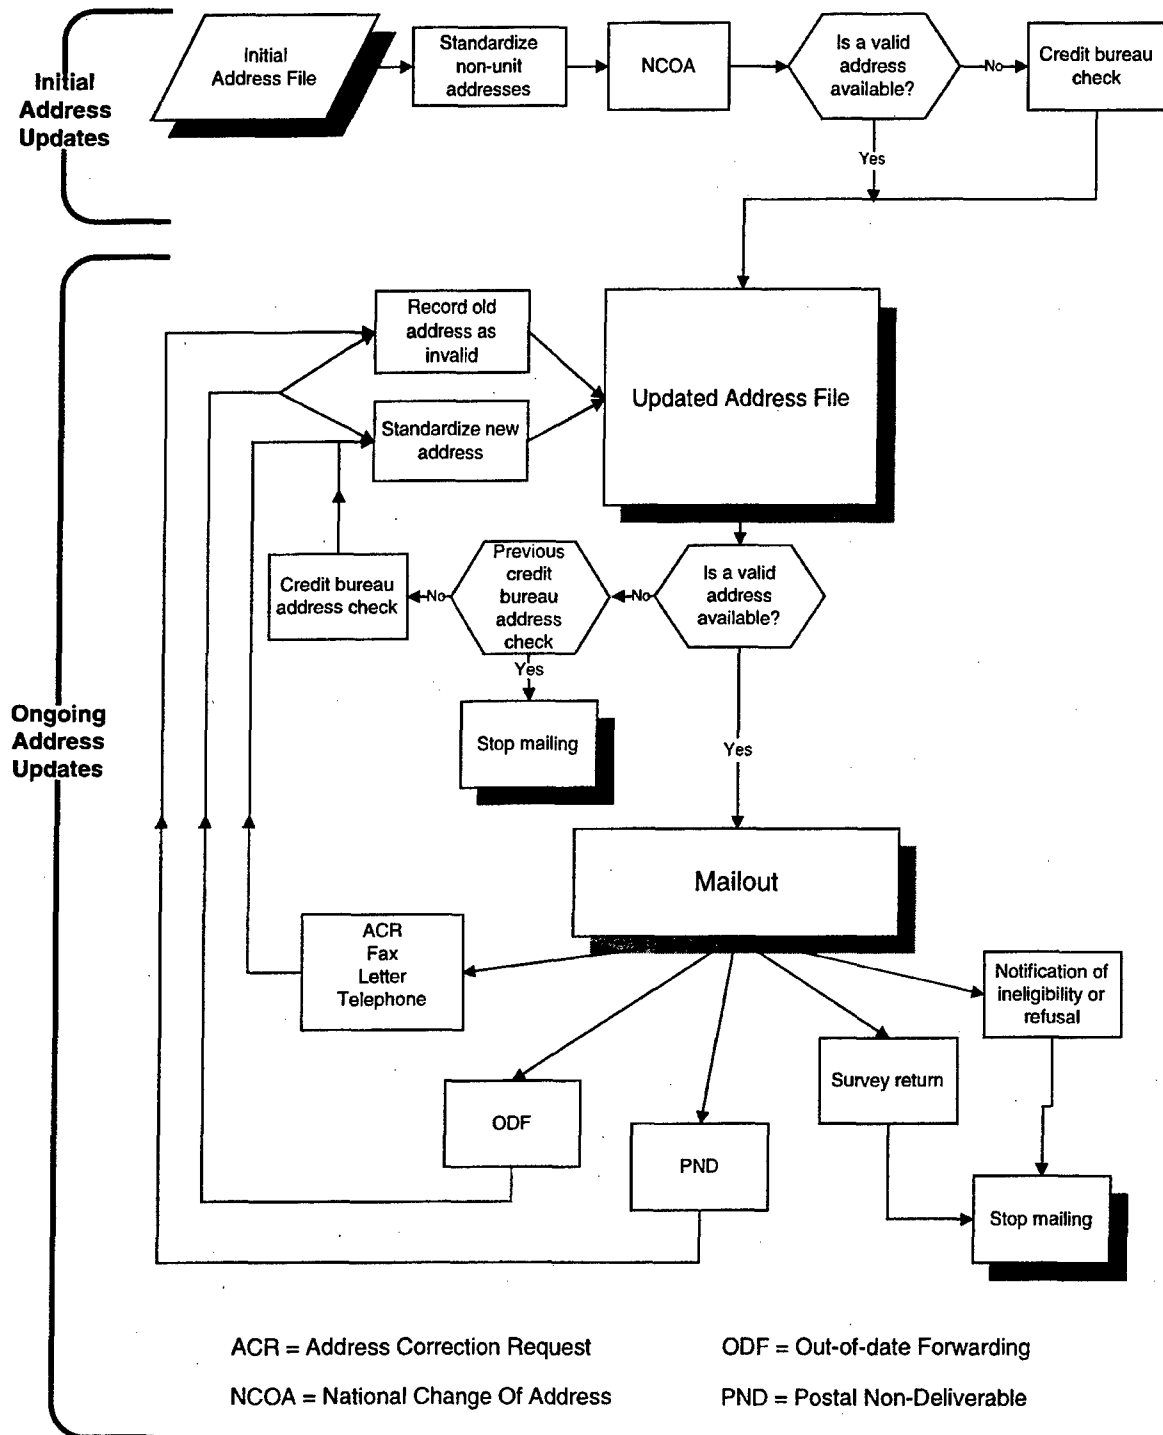 Initial
Address
Updates
Initial
Address File
Standardize
non-unit
addresses
NCOA
Is a valid
address
available?
No
Credit bureau
check
Yes
Record old
address as
invalid
Updated Address File
Standardize new
address
Credit bureau
address check
No
Previous
credit
bureau
address
check
No
Is a valid
address
available?
Yes
Stop mailing
Yes
Ongoing
Address
Updates
Mailout
ACR
Fax
Letter
Telephone
Notification of
ineligibility or
refusal
Survey return
ODF
PND
Stop mailing
ACR = Address Correction Request
ODF = Out-of-date Forwarding
NCOA = National Change Of Address
PND = Postal Non-Deliverable